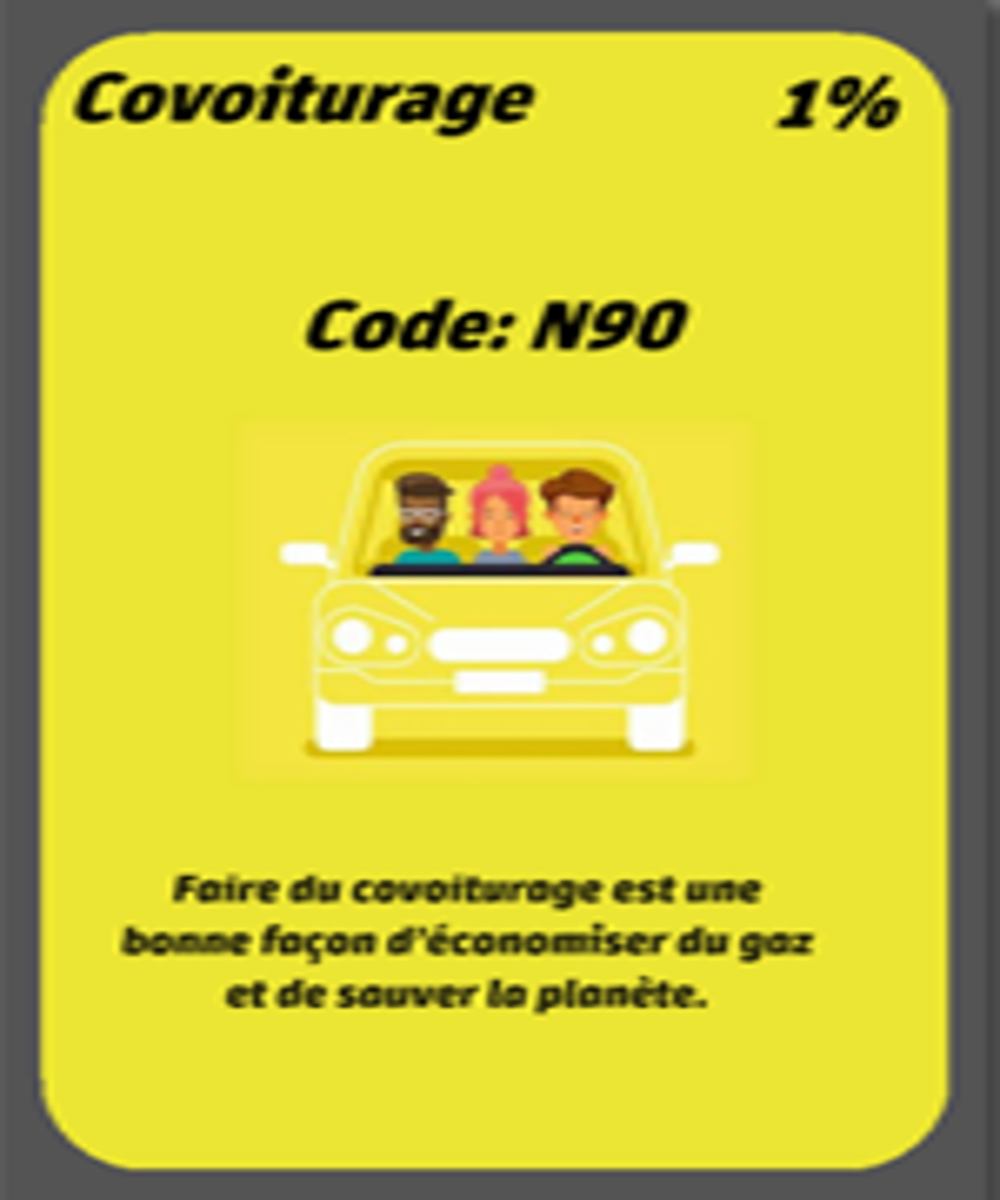 Covoiturage 1%
Code: N90
Faire du covoiturage est une
bonne façon d'économiser du gaz
et de sauver la planète.